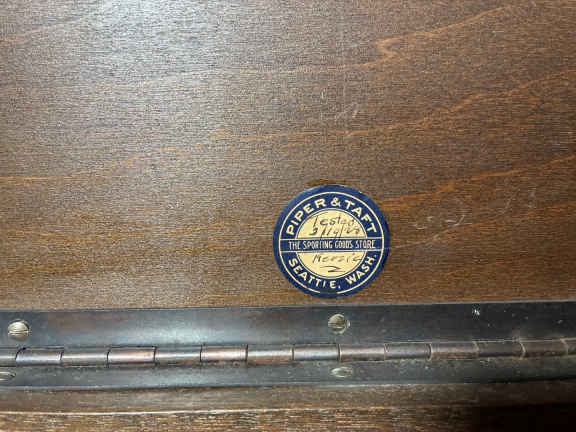 PIPER & TAFT
Tested
THE SPORTING GOODS STORE
SEATTLE, WASH.